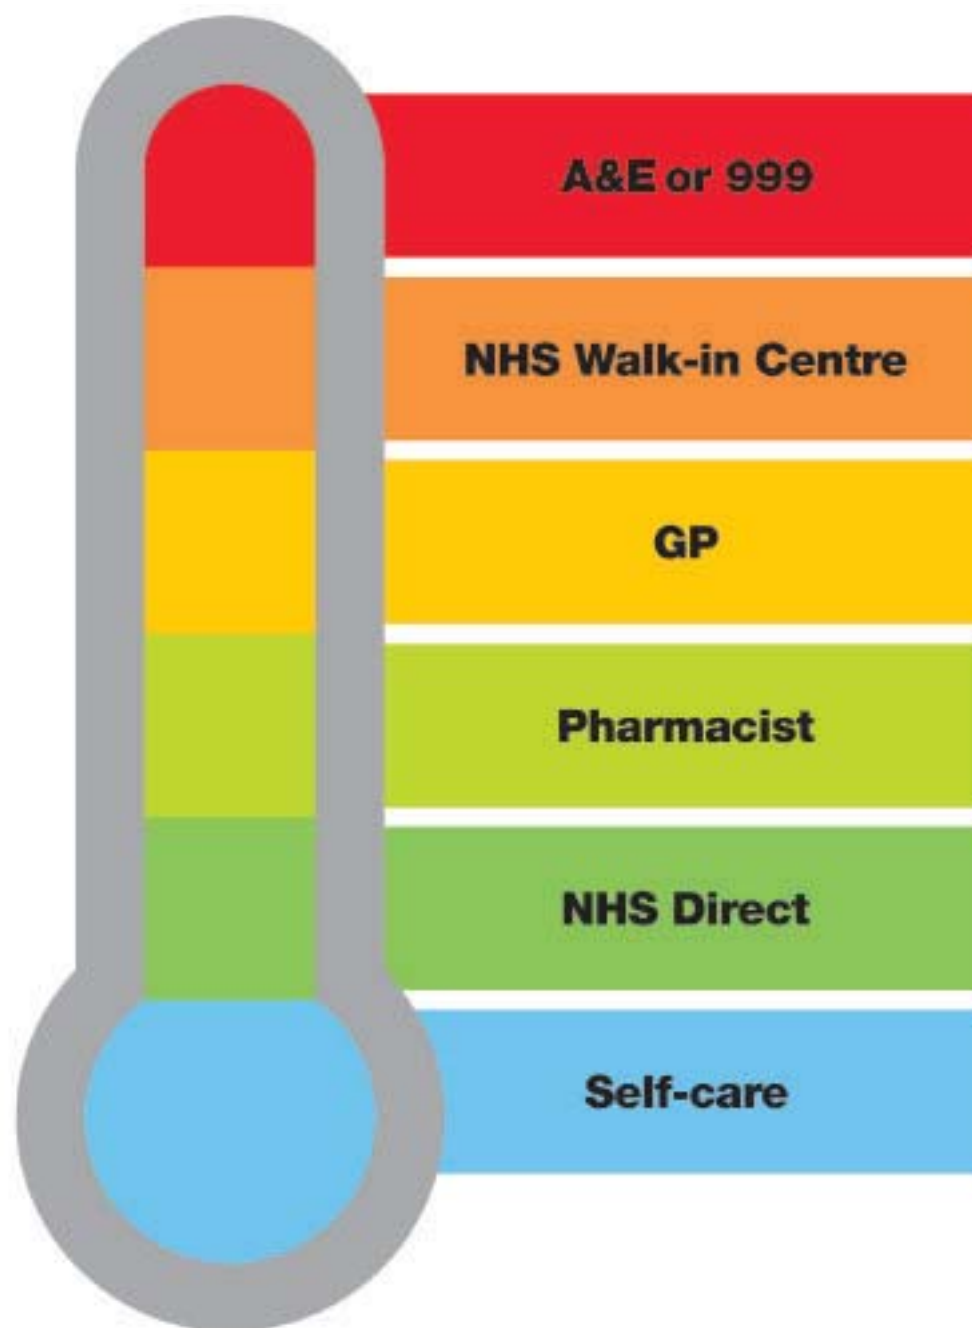 A&E or 999
NHS Walk-in Centre
GP
Pharmacist
NHS Direct
Self-care